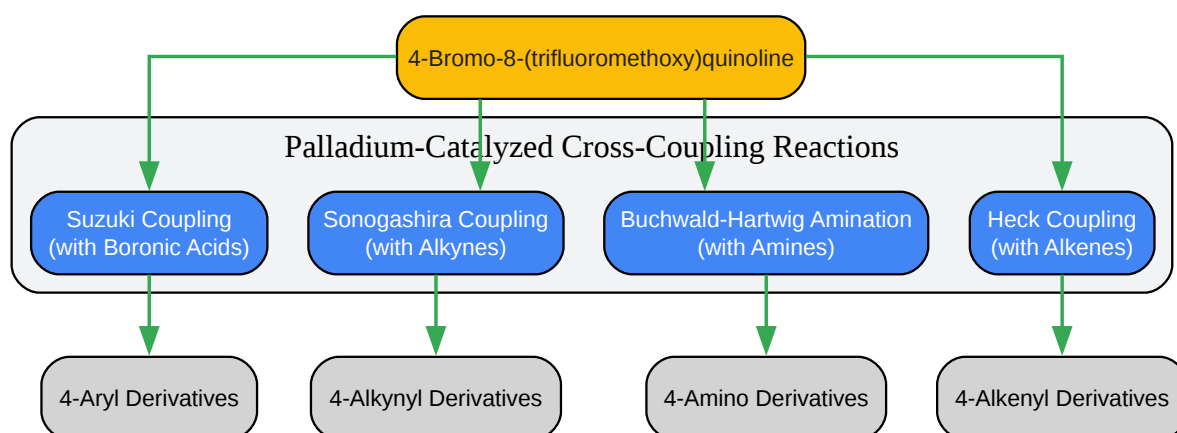 4-Bromo-8-(trifluoromethoxy)quinoline
Palladium-Catalyzed Cross-Coupling Reactions
Suzuki Coupling
(with Boronic Acids)
Sonogashira Coupling
(with Alkynes)
Buchwald-Hartwig Amination
(with Amines)
Heck Coupling
(with Alkenes)
4-Aryl Derivatives
4-Alkynyl Derivatives
4-Amino Derivatives
4-Alkenyl Derivatives